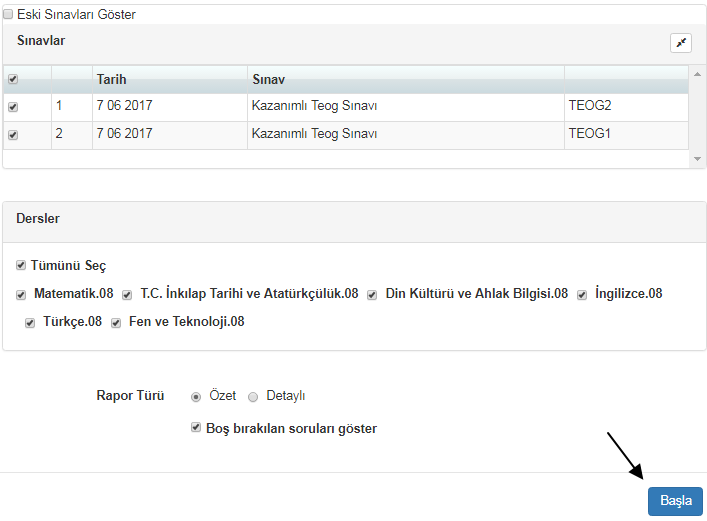 Eski Sınavları Göster
Sınavlar
Tarih Sınav
1 7 06 2017 Kazanımlı Teog Sınavı TEOG2
2 7 06 2017 Kazanımlı Teog Sınavı TEOG1
Dersler
Tümünü Seç
Matematik.08 T.C. İnkılap Tarihi ve Atatürkçülük.08 Din Kültürü ve Ahlak Bilgisi.08 İngilizce.08
Türkçe.08 Fen ve Teknoloji.08
Rapor Türü Özet Detaylı
Boş bırakılan soruları göster
Başla